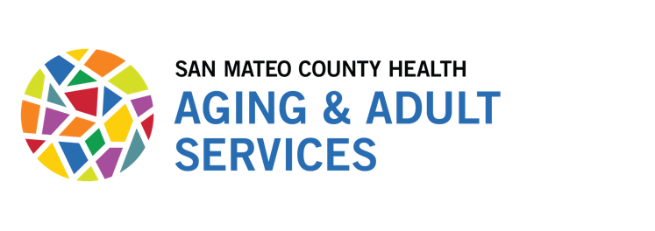 SAN MATEO COUNTY HEALTH
AGING & ADULT
SERVICES